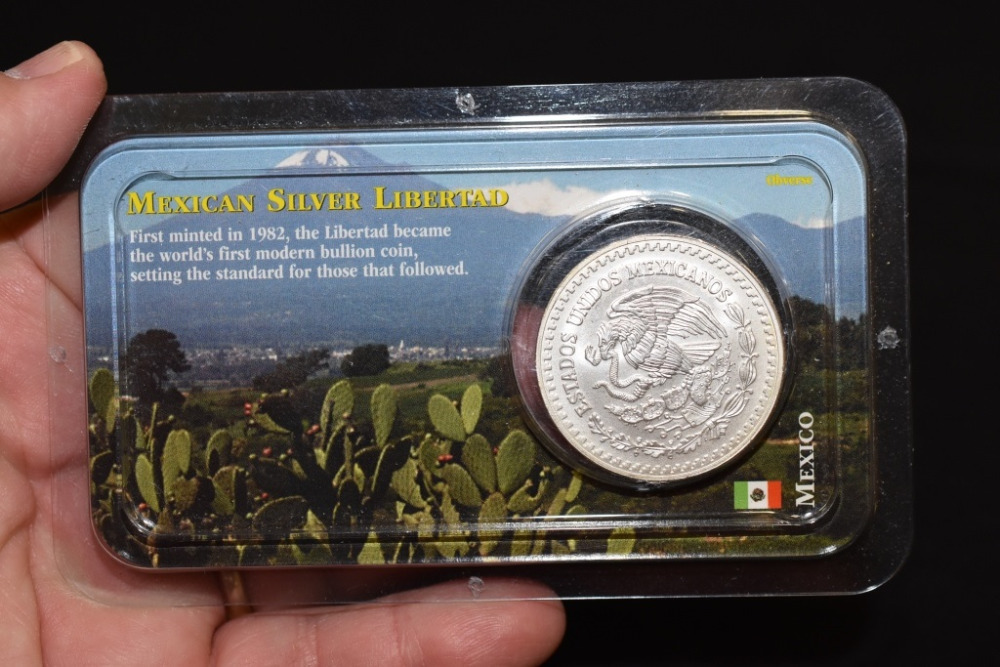 MEXICAN SILVER LIBERTAD
First minted in 1982, the Libertad became
the world's first modern bullion coin,
setting the standard for those that followed.
Obverse
ESTADOS UNIDOS MEXICANOS
MEXICO